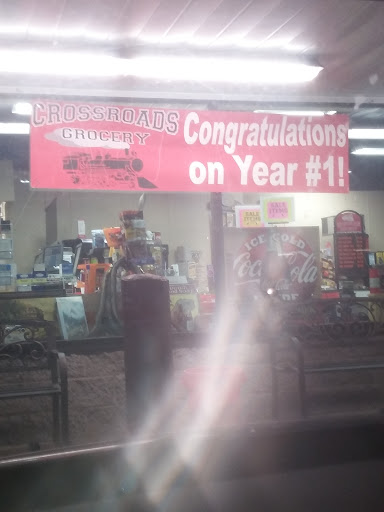 CROSSROADS
GROCERY
Congratulations
on Year #1!
ICE COLD
Coca-Cola